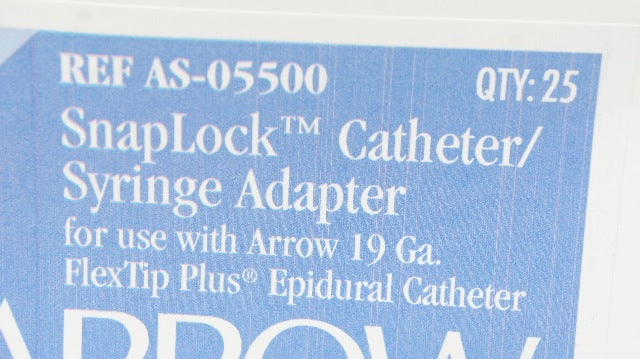 REF AS-05500 QTY: 25
SnapLock™ Catheter/
Syringe Adapter
for use with Arrow 19 Ga.
FlexTip Plus® Epidural Catheter
ARROW